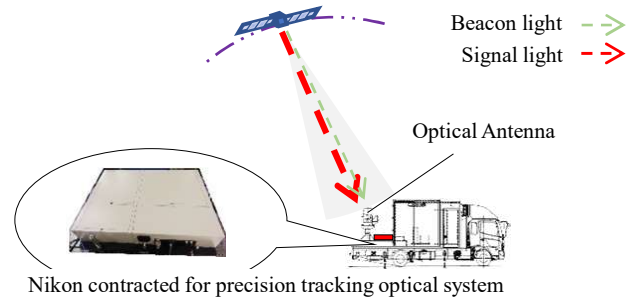 Beacon light
Signal light
Optical Antenna
Nikon contracted for precision tracking optical system